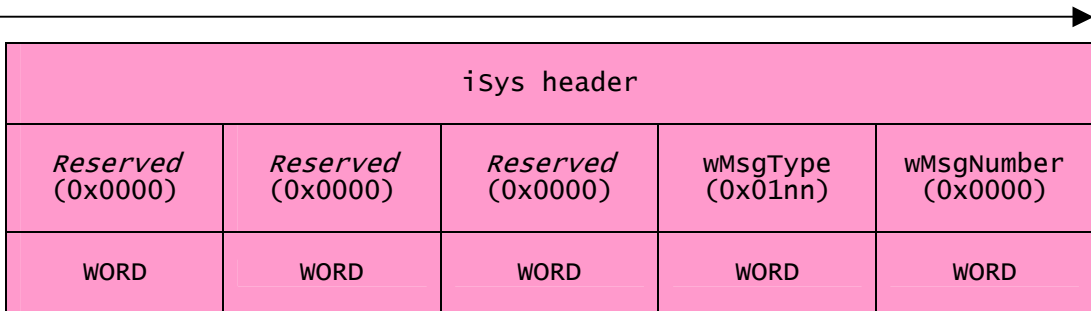 iSys header
Reserved Reserved Reserved wMsgType wMsgNumber
(0x0000) (0x0000) (0x0000) (0x01nn) (0x0000)
WORD WORD WORD WORD WORD